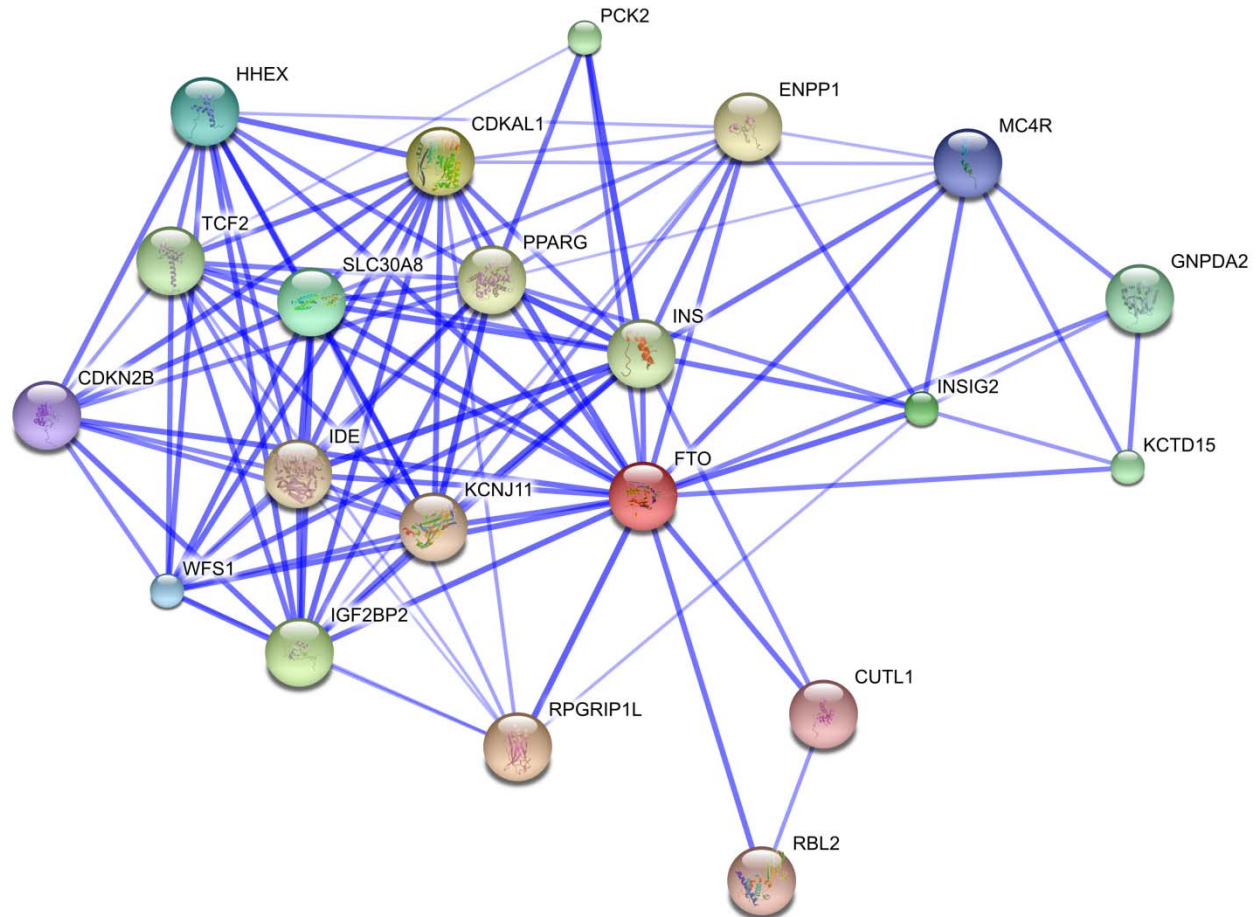 PCK2
HHEX
ENPP1
CDKAL1
MC4R
TCF2
PPARG
SLC30A8
GNPDA2
INS
CDKN2B
INSIG2
IDE
FTO
KCTD15
KCNJ11
WFS1
IGF2BP2
CUTL1
RPGRIP1L
RBL2